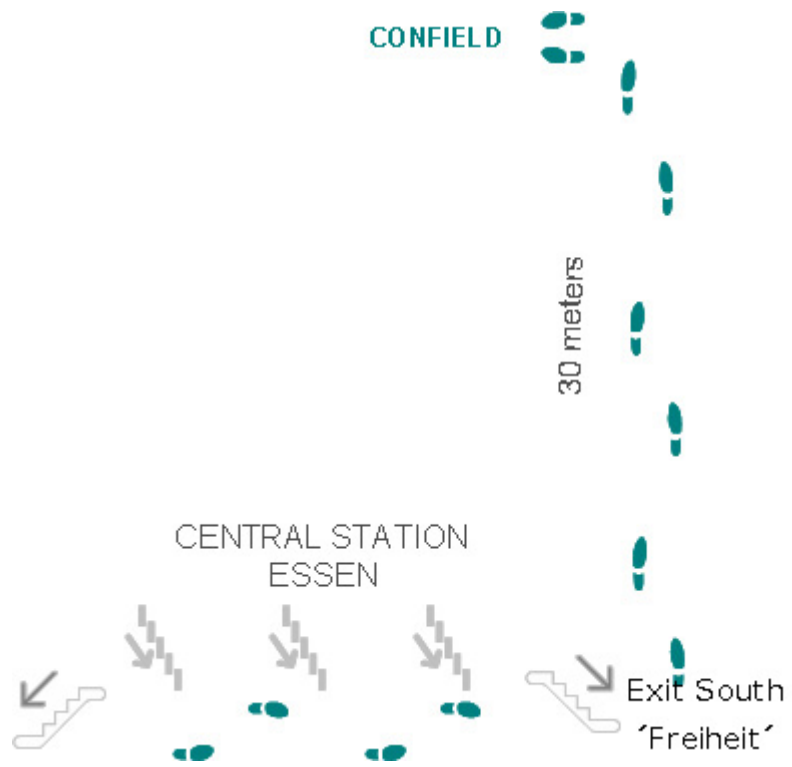 CONFIELD
30 meters
CENTRAL STATION
ESSEN
Exit South
´Freiheit´